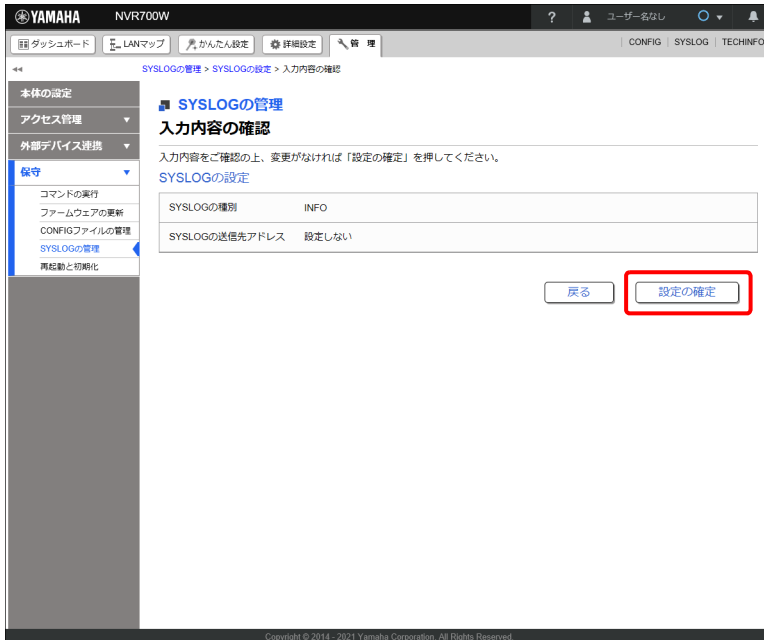 YAMAHA NVR700W ? ユーザー名なし
ダッシュボード LANマップ かんたん設定 詳細設定 管 理 CONFIG SYSLOG TECHINFO
SYSLOGの管理 > SYSLOGの設定 > 入力内容の確認
本体の設定
アクセス管理
外部デバイス連携
保守
コマンドの実行
ファームウェアの更新
CONFIGファイルの管理
SYSLOGの管理
再起動と初期化
SYSLOGの管理
入力内容の確認
入力内容をご確認の上、変更がなければ「設定の確定」を押してください。
SYSLOGの設定
SYSLOGの種別 INFO
SYSLOGの送信先アドレス 設定しない
戻る 設定の確定
Copyright © 2014 - 2021 Yamaha Corporation. All Rights Reserved.